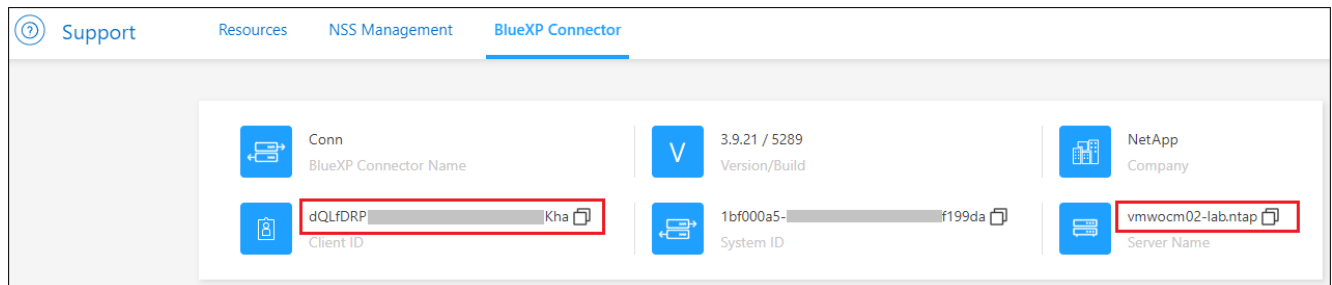 Support Resources NSS Management BlueXP Connector
Conn 3.9.21 / 5289 NetApp
BlueXP Connector Name Version/Build Company
V
dQLfDRP Kha 1bf000a5- f199da vmwocm02-lab.ntap
Client ID System ID Server Name